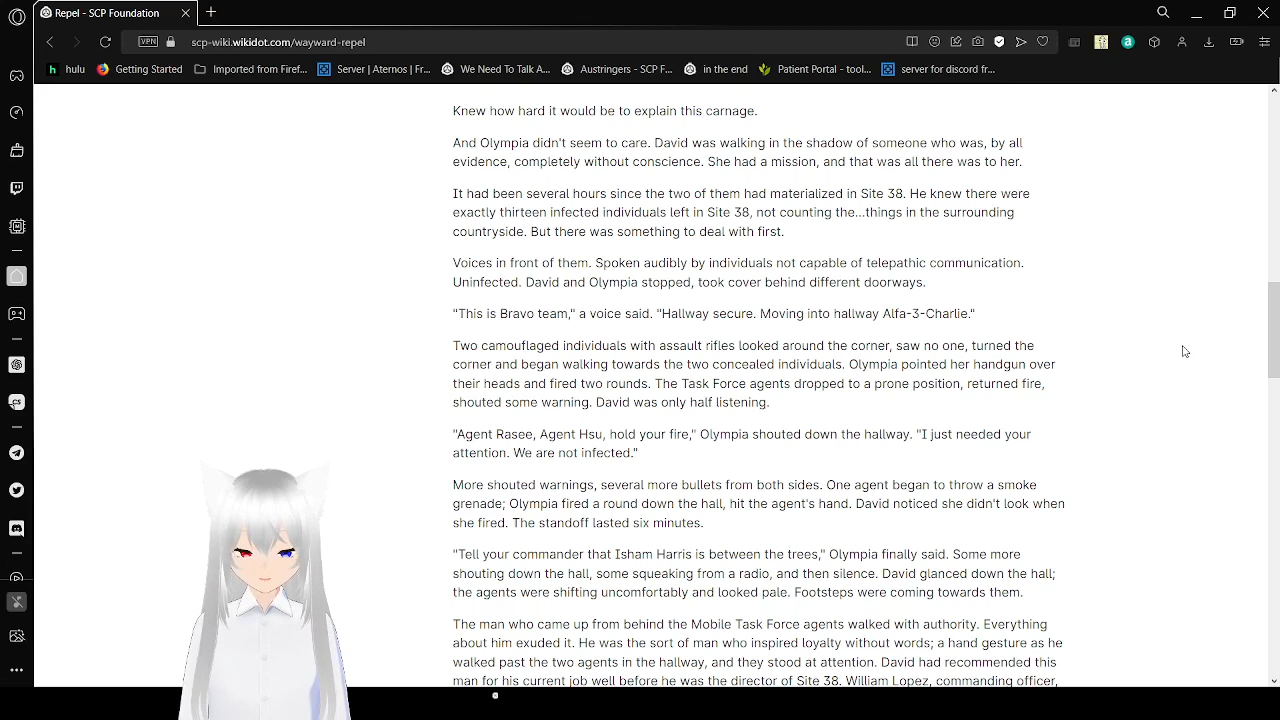 Repel - SCP Foundation
VPN
scp-wiki.wikidot.com/wayward-repel
hulu
Getting Started
Imported from Firef...
Server | Aternos | Fr...
We Need To Talk A...
Austringers - SCP F...
in the end
Patient Portal - tool...
server for discord fr...
Knew how hard it would be to explain this carnage.
And Olympia didn't seem to care. David was walking in the shadow of someone who was, by all
evidence, completely without conscience. She had a mission, and that was all there was to her.
It had been several hours since the two of them had materialized in Site 38. He knew there were
exactly thirteen infected individuals left in Site 38, not counting the...things in the surrounding
countryside. But there was something to deal with first.
Voices in front of them. Spoken audibly by individuals not capable of telepathic communication.
Uninfected. David and Olympia stopped, took cover behind different doorways.
"This is Bravo team," a voice said. "Hallway secure. Moving into hallway Alfa-3-Charlie."
Two camouflaged individuals with assault rifles looked around the corner, saw no one, turned the
corner and began walking towards the two concealed individuals. Olympia pointed her handgun over
their heads and fired two rounds. The Task Force agents dropped to a prone position, returned fire,
shouted some warning. David was only half listening.
"Agent Rasee, Agent Hsu, hold your fire," Olympia shouted down the hallway. "I just needed your
attention. We are not infected."
More shouted warnings, several more bullets from both sides. One agent began to throw a smoke
grenade; Olympia fired a round down the hall, hit the agent's hand. David noticed she didn't look when
she fired. The standoff lasted six minutes.
"Tell your commander that Isham Harris is between the trees," Olympia finally said. Some more
shouting down the hall, some squeaking from a radio, and then silence. David glanced down the hall;
the agents were shifting uncomfortably and looked pale. Footsteps were coming towards them.
The man who came up from behind the Mobile Task Force agents walked with authority. Everything
about him exuded it. He was the sort of man who inspired loyalty without words; a hand gesture as he
walked past the two agents in the hallway, and they stood at attention. David had recommended this
man for his current job well before he was the director of Site 38. William Lopez, commanding officer,